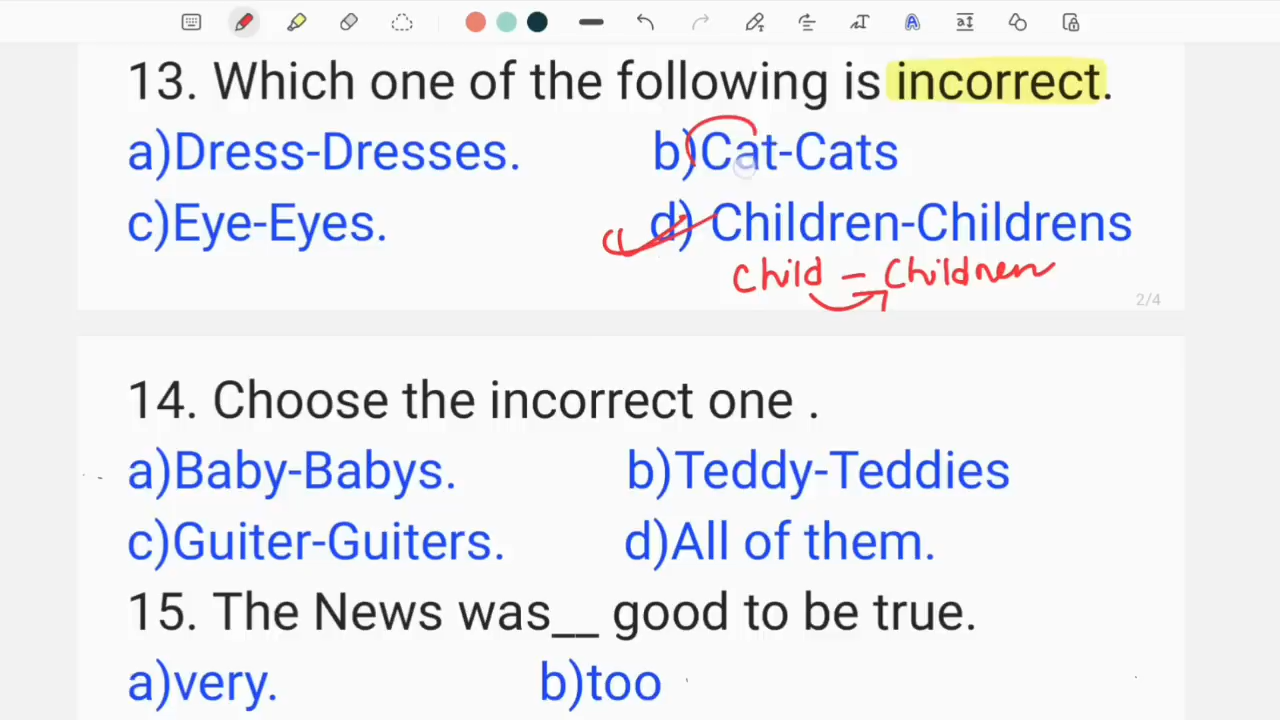 13. Which one of the following is incorrect.
a)Dress-Dresses. b)Cat-Cats
c)Eye-Eyes. d) Children-Childrens
Child - Children
2/4
14. Choose the incorrect one .
a)Baby-Babys. b)Teddy-Teddies
c)Guiter-Guiters. d)All of them.
15. The News was__ good to be true.
a)very. b)too